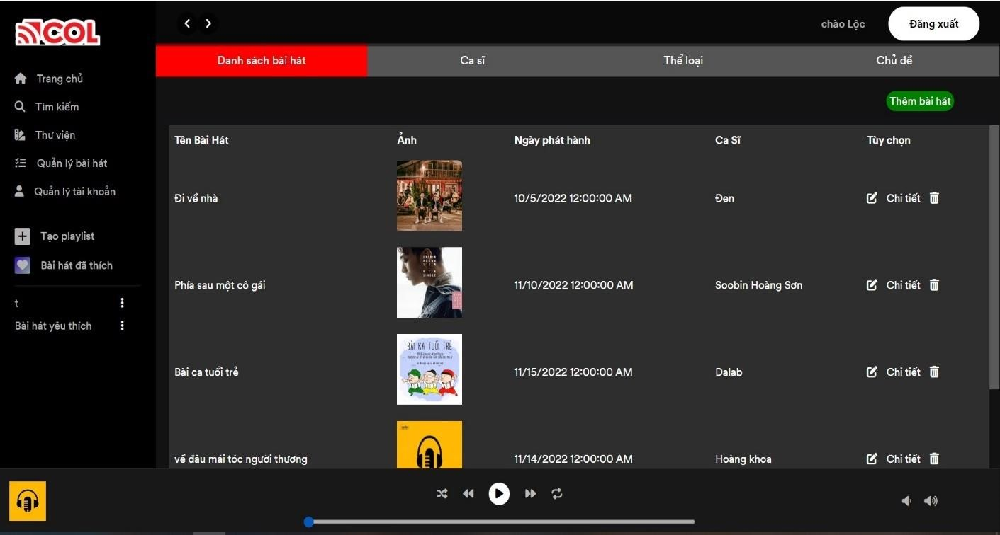 COL
chào Lộc
Đăng xuất
Trang chủ
Tìm kiếm
Thư viện
Quản lý bài hát
Quản lý tài khoản
Tạo playlist
Bài hát đã thích
t
Bài hát yêu thích
Danh sách bài hát Ca sĩ Thể loại Chủ đề
Thêm bài hát
Tên Bài Hát Ảnh Ngày phát hành Ca Sĩ Tùy chọn
Đi về nhà 10/5/2022 12:00:00 AM Đen Chi tiết
SOOBIN
HOANG
SON
Phía sau một cô gái 11/10/2022 12:00:00 AM Soobin Hoàng Sơn Chi tiết
BÀI KA TUỔI TRẺ
Bài ca tuổi trẻ 11/15/2022 12:00:00 AM Dalab Chi tiết
về đâu mái tóc người thương 11/14/2022 12:00:00 AM Hoàng khoa Chi tiết